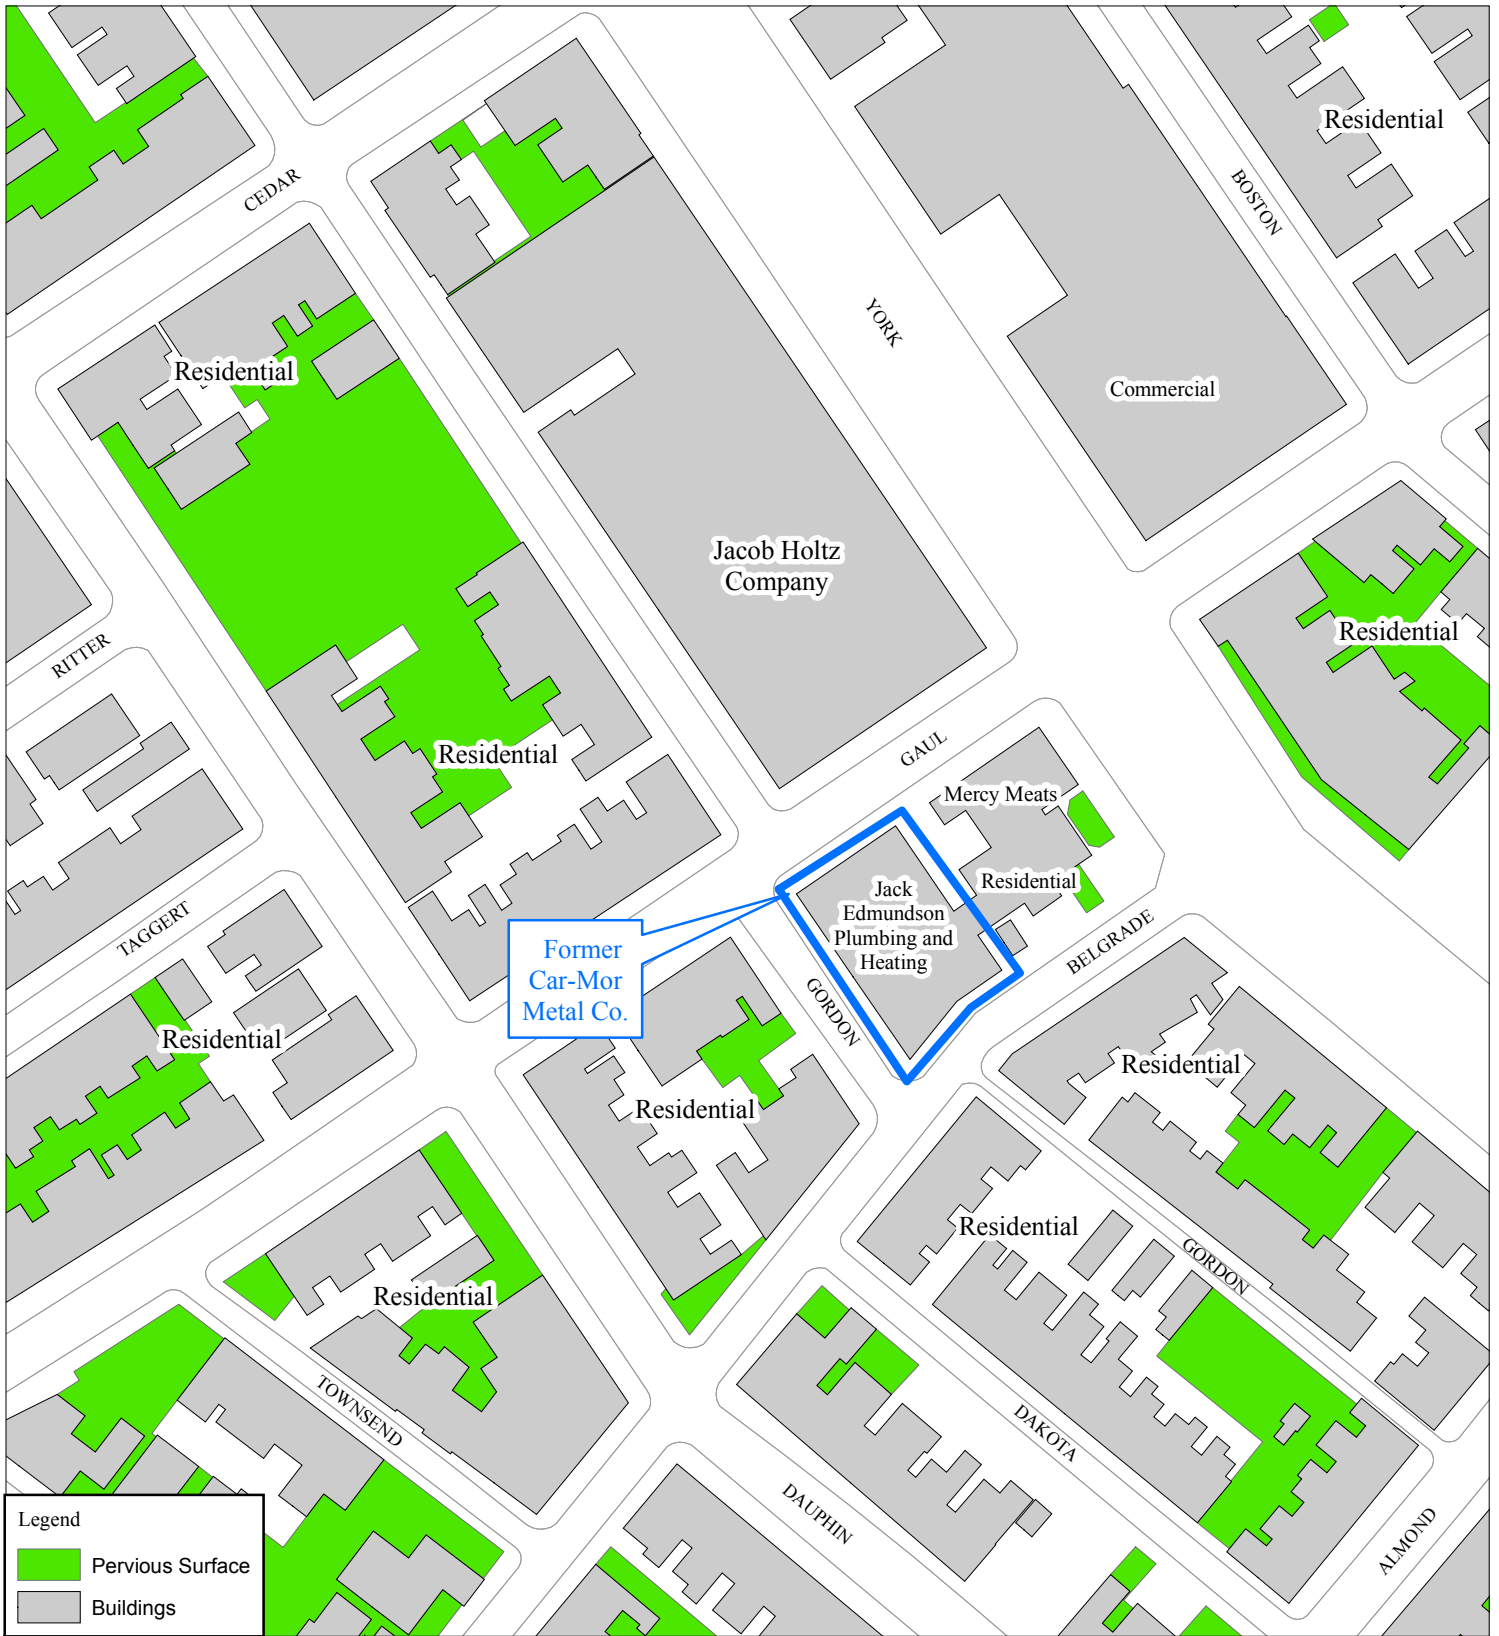 Residential
CEDAR
BOSTON
YORK
Residential
Commercial
Jacob Holtz
Company
RITTER
Residential
GAUL
Residential
Mercy Meats
Residential
Jack
Edmundson
Plumbing and
Heating
TAGGERT
Former
Car-Mor
Metal Co.
BELGRADE
GORDON
Residential
Residential
Residential
Residential
GORDON
Residential
TOWNSEND
DAKOTA
DAUPHIN
ALMOND
Legend
Pervious Surface
Buildings